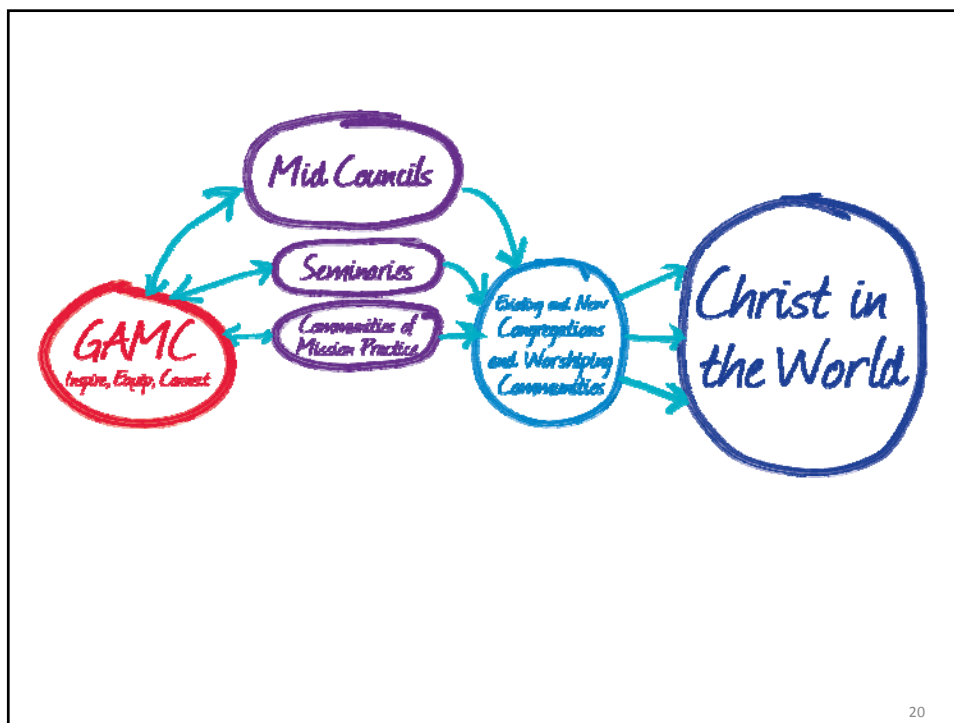 Mid Councils
Seminaries
Communities of
Mission Practice
GAMC
Inspire, Equip, Connect
Existing and New
Congregations
and Worshiping
Communities
Christ in
the World
20